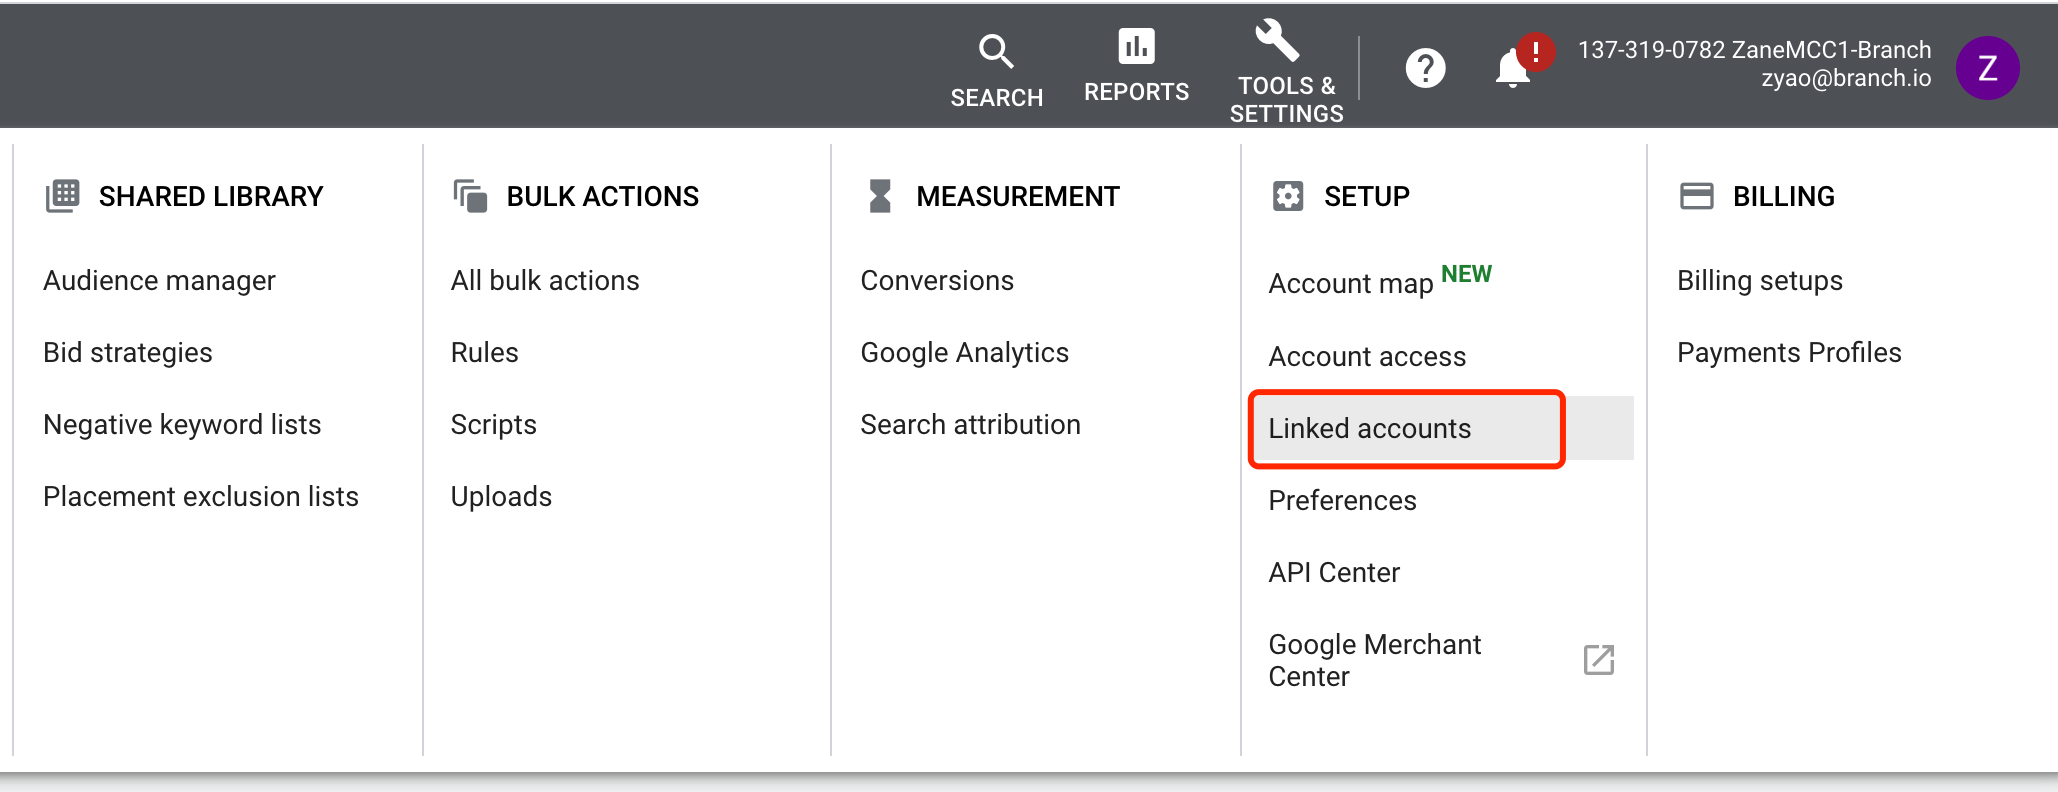 SEARCH
REPORTS
TOOLS &
SETTINGS
?
!
137-319-0782 ZaneMCC1-Branch
zyao@branch.io
Z
SHARED LIBRARY
Audience manager
Bid strategies
Negative keyword lists
Placement exclusion lists
BULK ACTIONS
All bulk actions
Rules
Scripts
Uploads
MEASUREMENT
Conversions
Google Analytics
Search attribution
SETUP
Account map NEW
Account access
Linked accounts
Preferences
API Center
Google Merchant
Center
BILLING
Billing setups
Payments Profiles